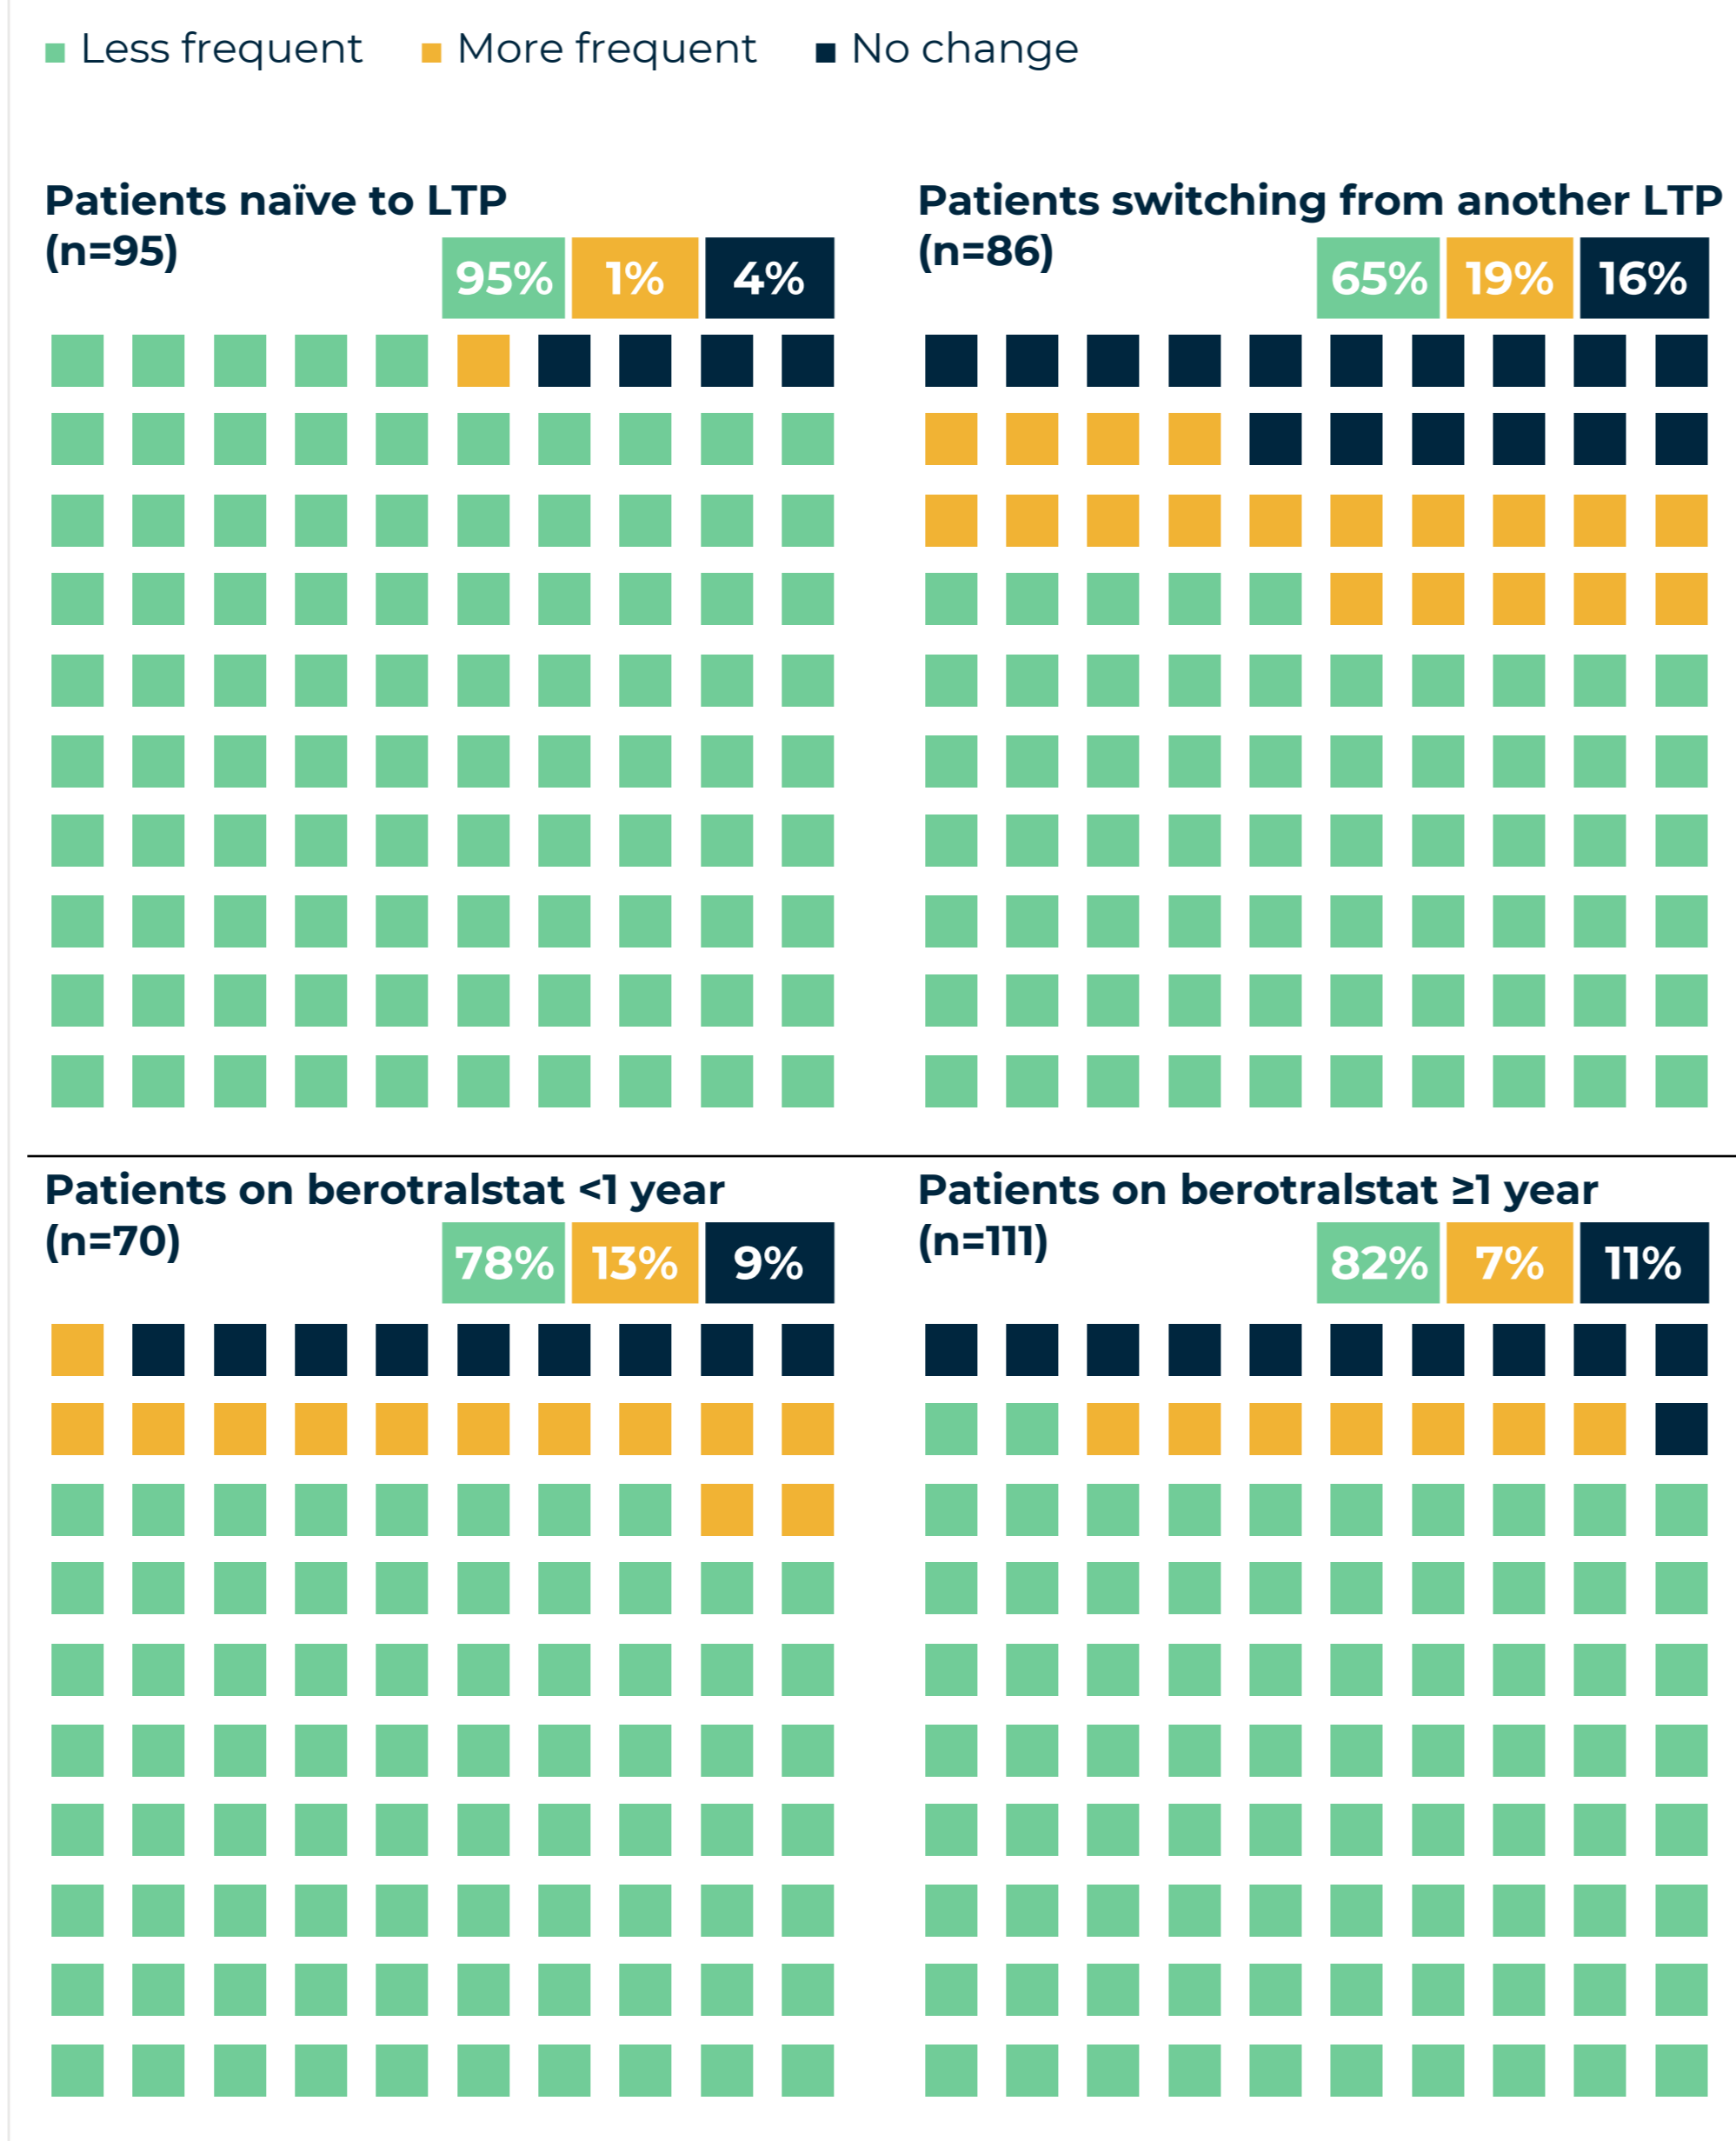 Less frequent More frequent No change
Patients naïve to LTP
(n=95)
95% 1% 4%
Patients switching from another LTP
(n=86)
65% 19% 16%
Patients on berotralstat <1 year
(n=70)
78% 13% 9%
Patients on berotralstat ≥1 year
(n=111)
82% 7% 11%